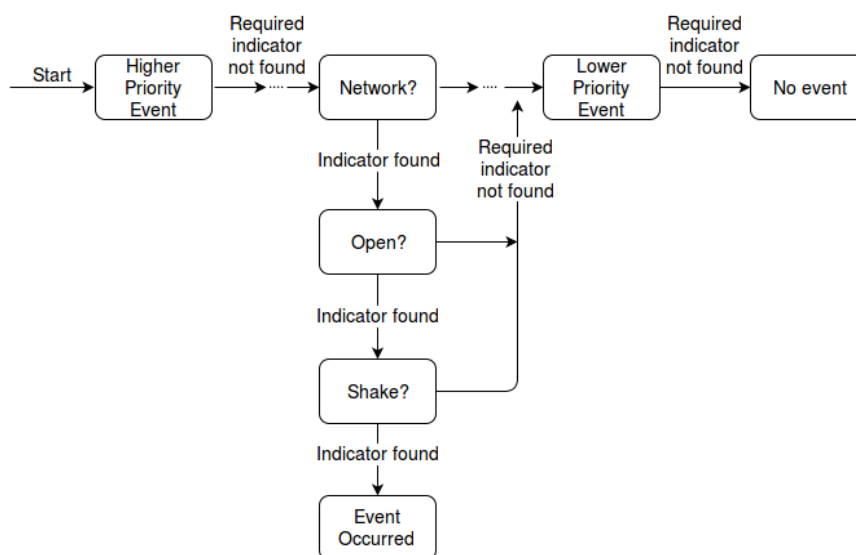 Start
Higher
Priority
Event
Required
indicator
not found
Network?
Lower
Priority
Event
Required
indicator
not found
No event
Indicator found
Required
indicator
not found
Open?
Indicator found
Shake?
Indicator found
Event
Occurred